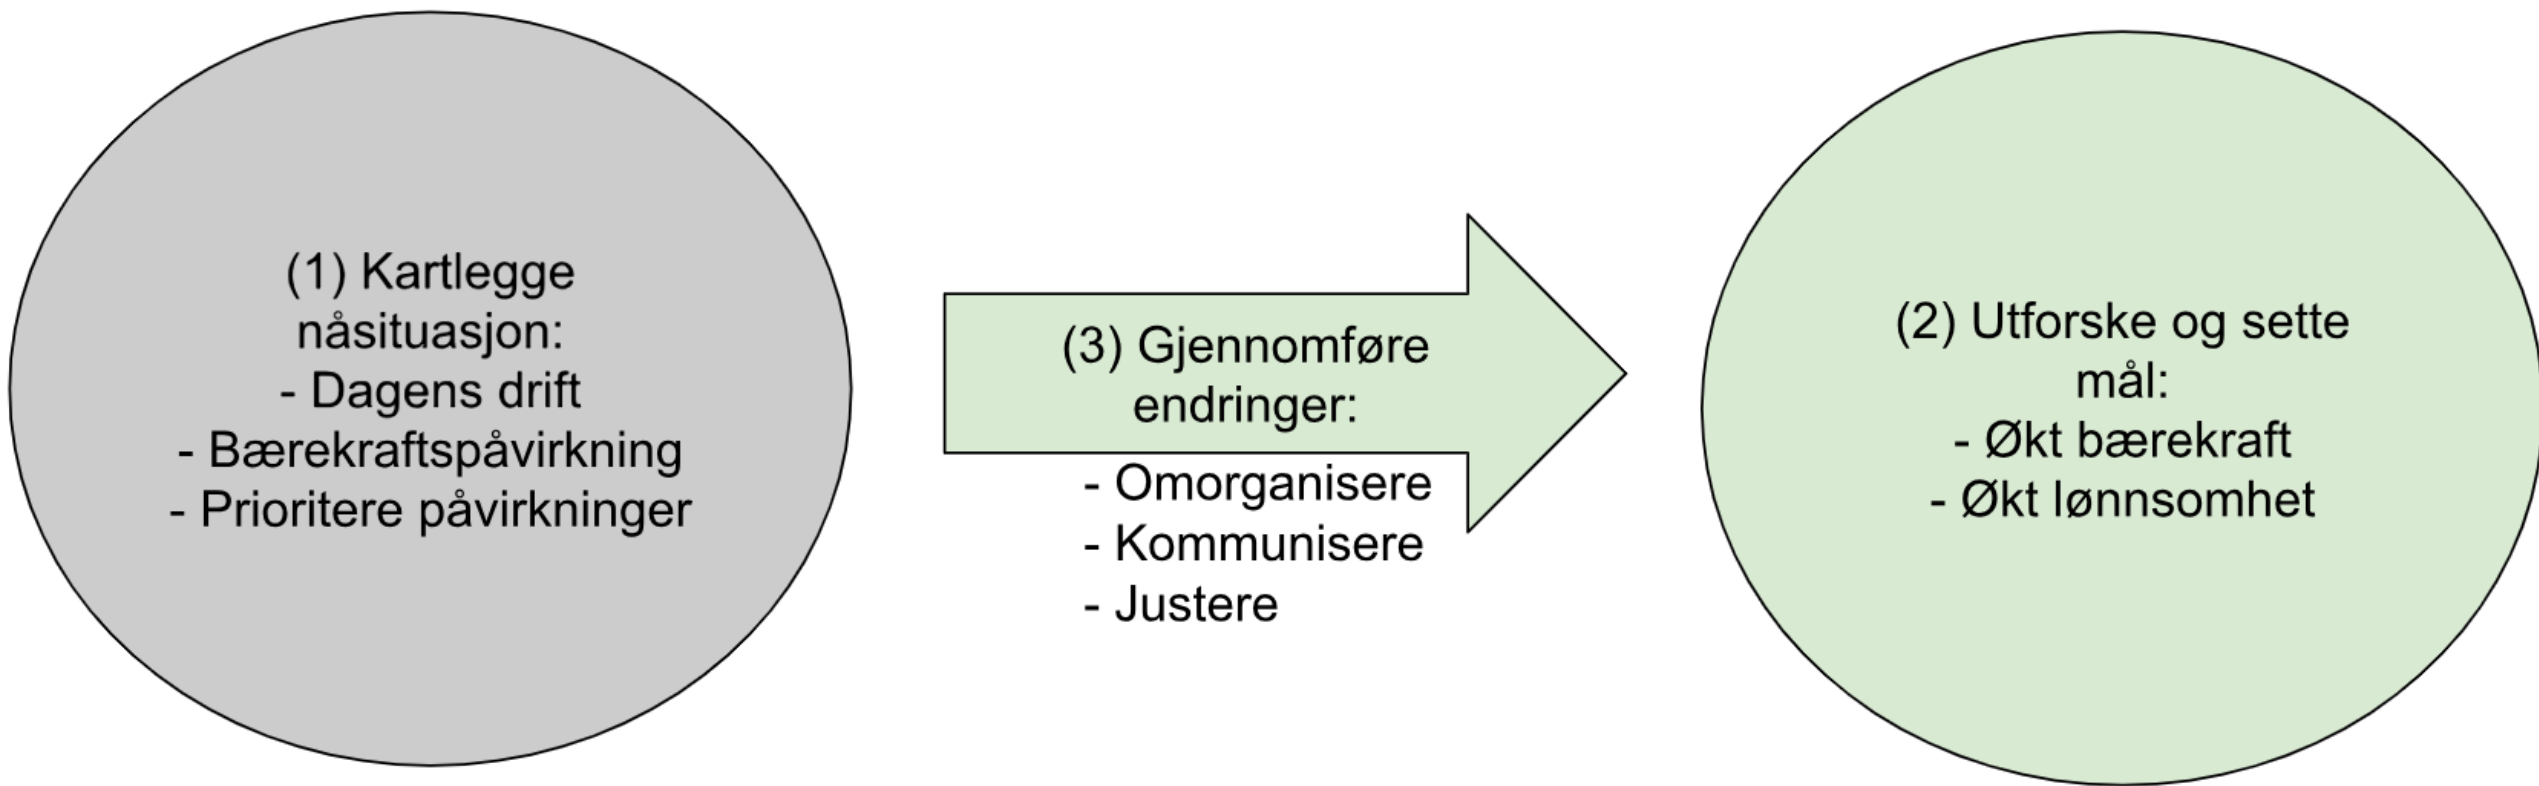 (1) Kartlegge
nåsituasjon:
- Dagens drift
- Bærekraftspåvirkning
- Prioritere påvirkninger
(3) Gjennomføre
endringer:
- Omorganisere
- Kommunisere
- Justere
(2) Utforske og sette
mål:
- Økt bærekraft
- Økt lønnsomhet